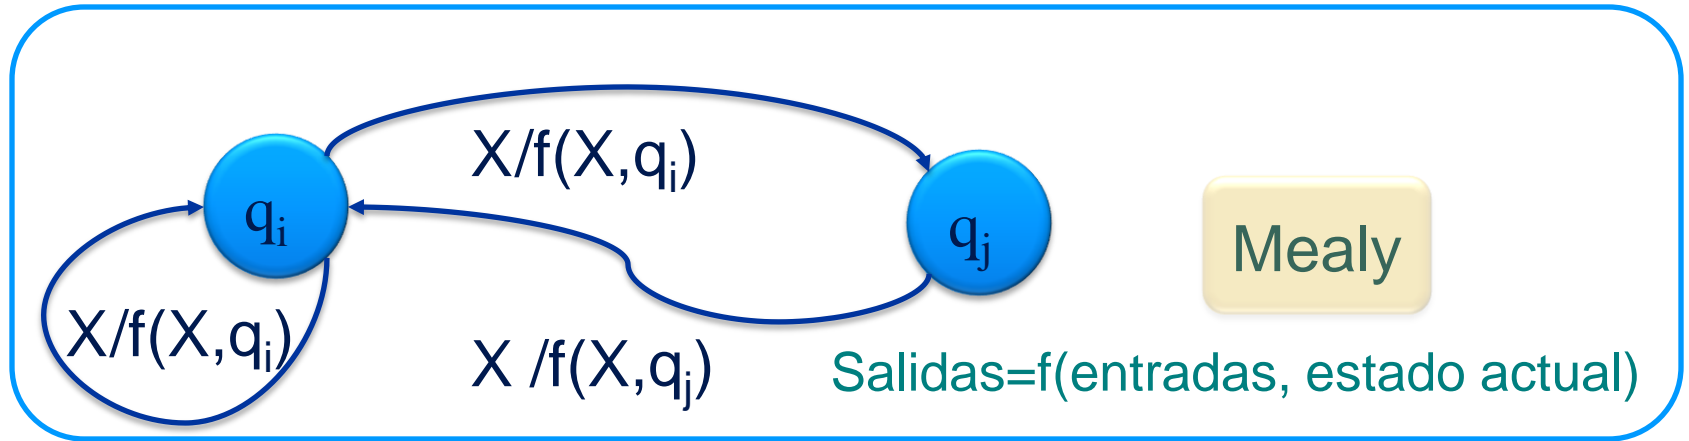 X/f(X,qi)
qi
qj
Mealy
X/f(X,qi)
X /f(X,qj)
Salidas=f(entradas, estado actual)